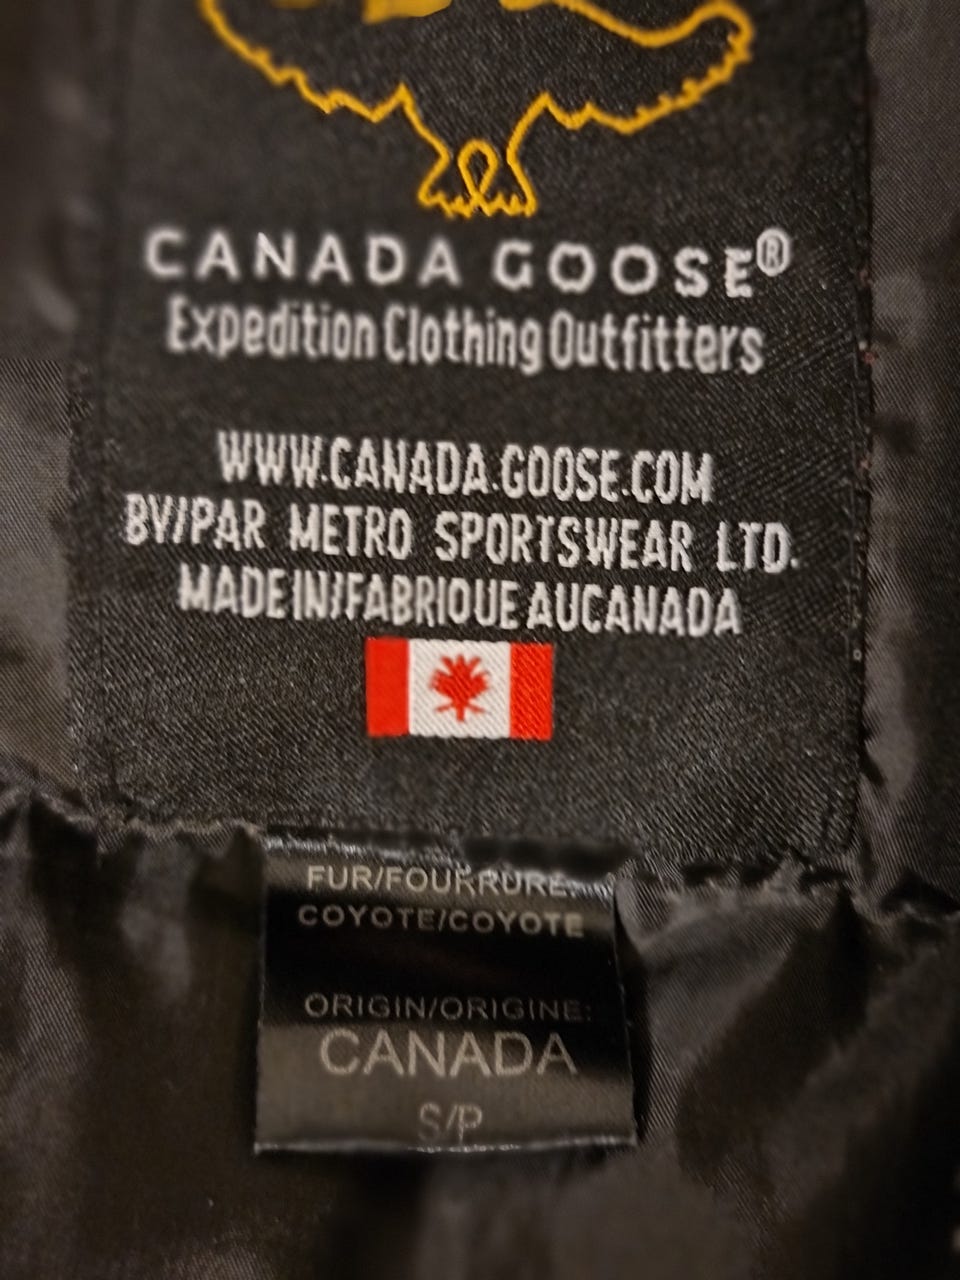 CANADA GOOSE®
Expedition Clothing Outfitters
WWW.CANADA.GOOSE.COM
BY/PAR METRO SPORTSWEAR LTD.
MADE IN/FABRIQUE AU CANADA
FUR/FOURRURE:
COYOTE/COYOTE
ORIGIN/ORIGINE:
CANADA
S/P